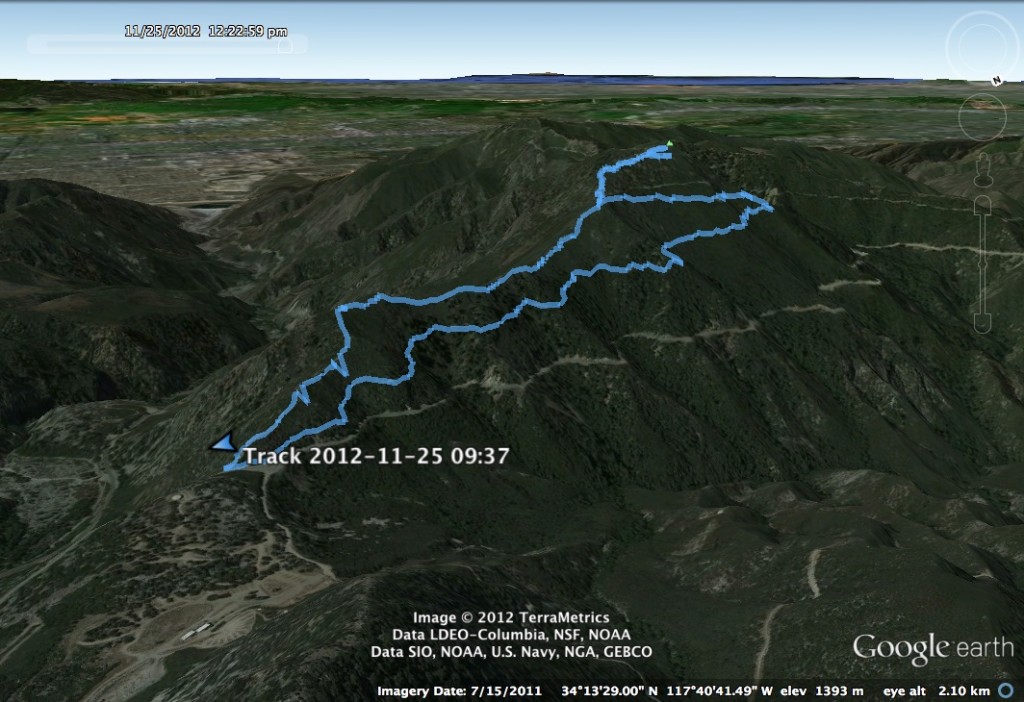 11/25/2012 12:22:59 pm
N
Track 2012-11-25 09:37
Image © 2012 TerraMetrics
Data LDEO-Columbia, NSF, NOAA
Data SIO, NOAA, U.S. Navy, NGA, GEBCO
Google earth
Imagery Date: 7/15/2011 34°13'29.00" N 117°40'41.49" W elev 1393 m eye alt 2.10 km